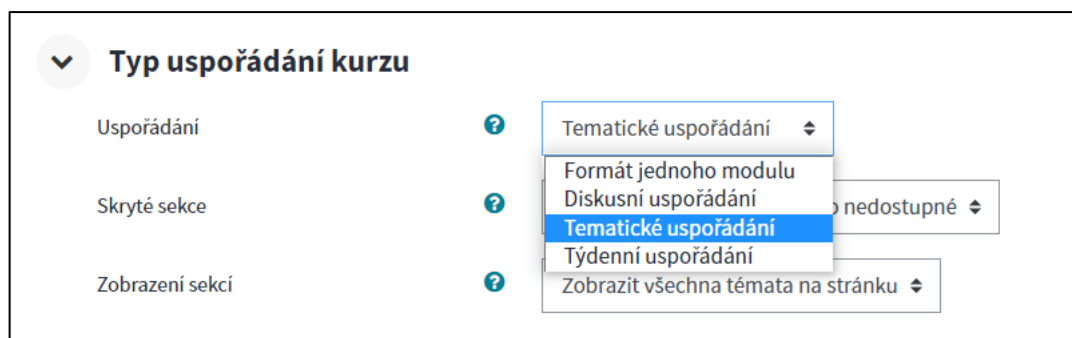 Typ uspořádání kurzu
Uspořádání
Tematické uspořádání
Formát jednoho modulu
Diskusní uspořádání
Tematické uspořádání
Týdenní uspořádání
Skryté sekce
nedostupné
Zobrazení sekcí
Zobrazit všechna témata na stránku